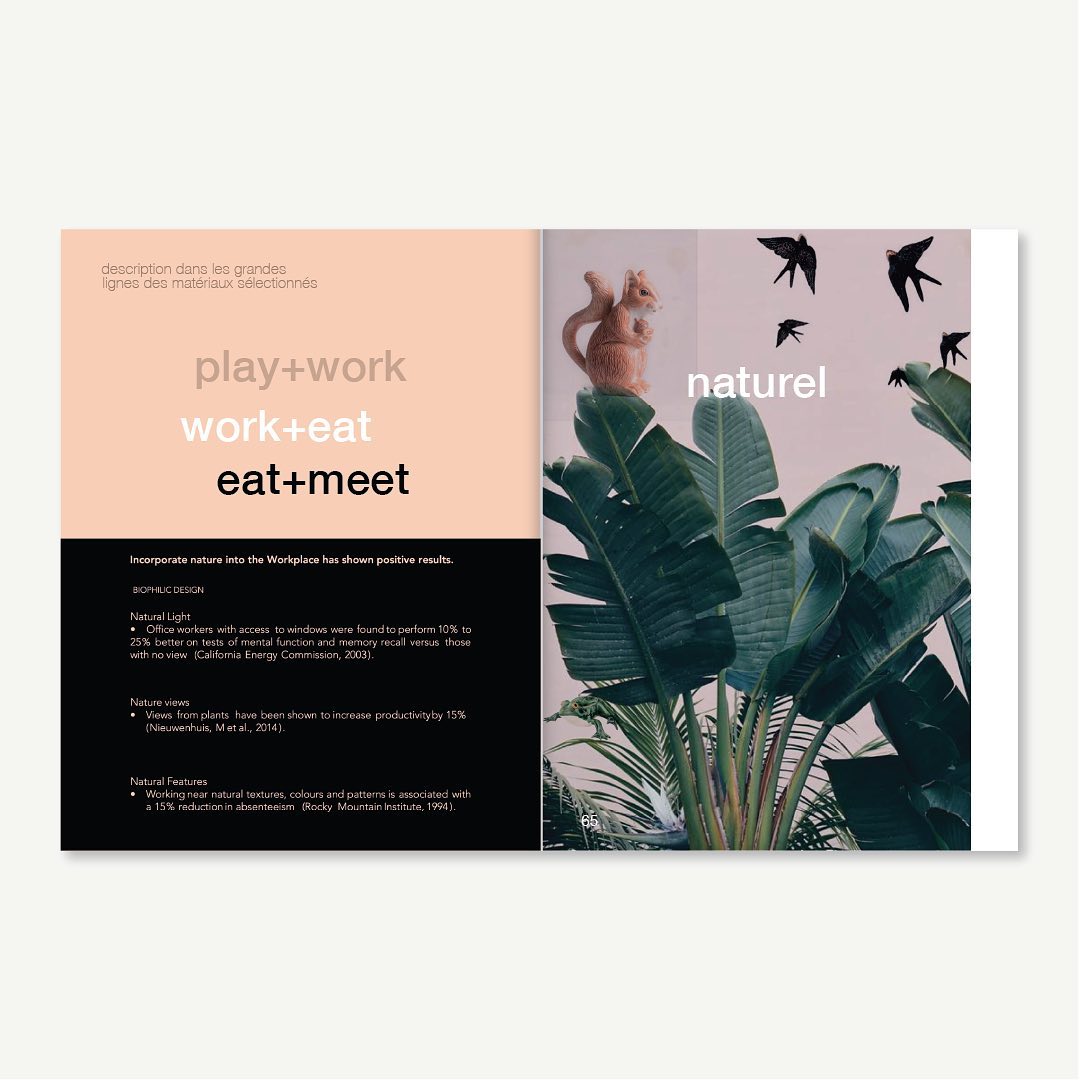 description dans les grandes
lignes des matériaux sélectionnés
play+work
work+eat
eat+meet
Incorporate nature into the Workplace has shown positive results.
BIOPHILIC DESIGN
Natural Light
• Office workers with access to windows were found to perform 10% to
25% better on tests of mental function and memory recall versus those
with no view (California Energy Commission, 2003).
Nature views
• Views from plants have been shown to increase productivity by 15%
(Nieuwenhuis, M et al., 2014).
Natural Features
• Working near natural textures, colours and patterns is associated with
a 15% reduction in absenteeism (Rocky Mountain Institute, 1994).
naturel
65